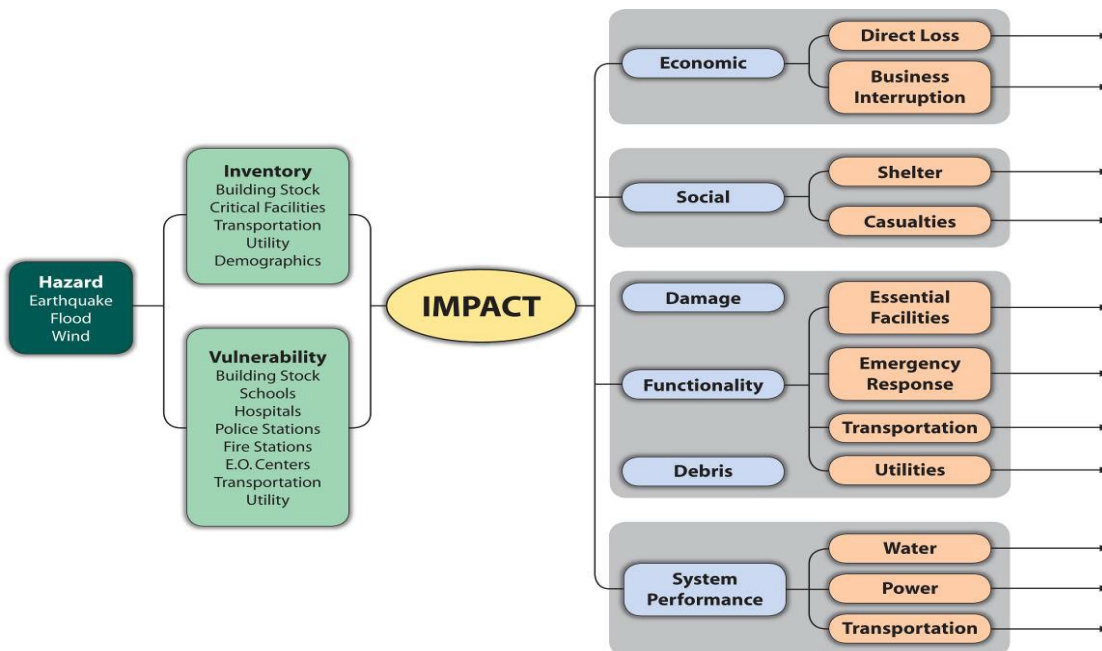 Hazard
Earthquake
Flood
Wind
Inventory
Building Stock
Critical Facilities
Transportation
Utility
Demographics
Vulnerability
Building Stock
Schools
Hospitals
Police Stations
Fire Stations
E.O. Centers
Transportation
Utility
IMPACT
Economic
Direct Loss
Business
Interruption
Social
Shelter
Casualties
Damage
Functionality
Debris
Essential
Facilities
Emergency
Response
Transportation
Utilities
System
Performance
Water
Power
Transportation